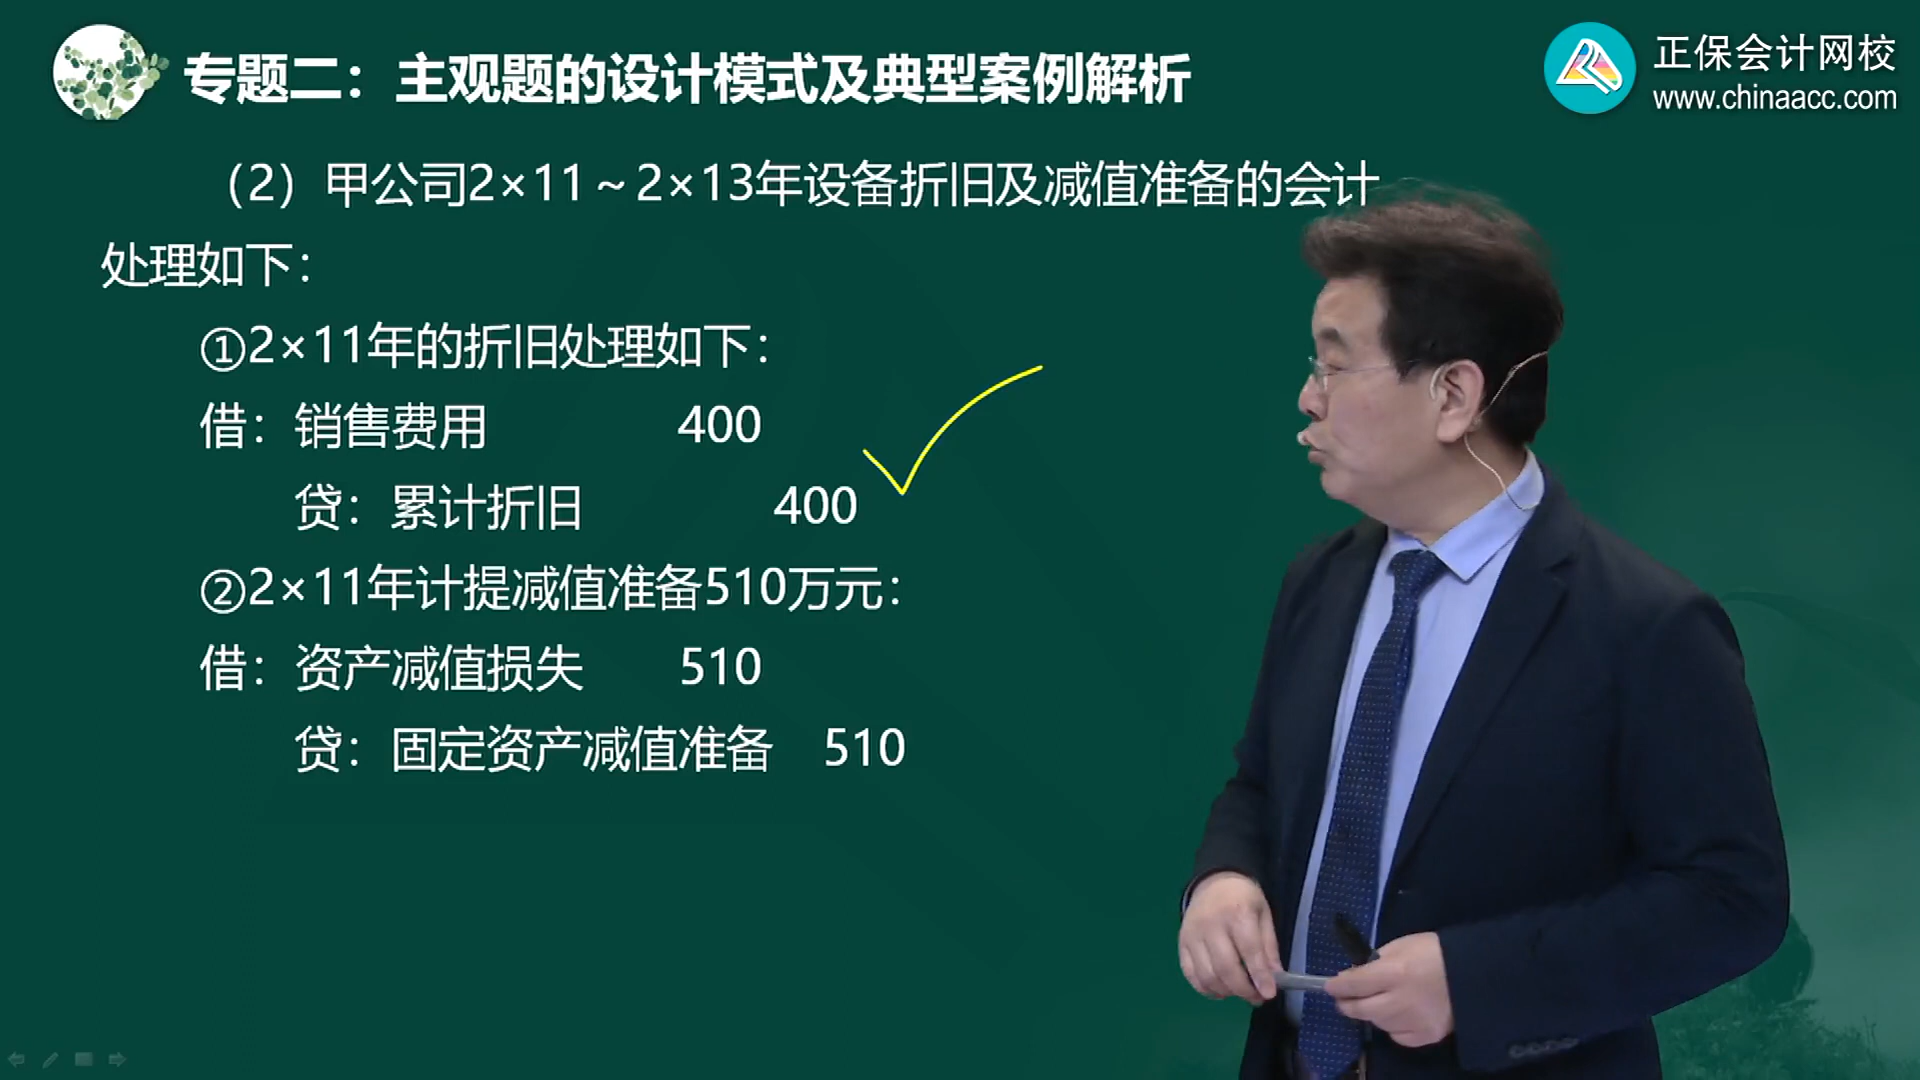 专题二：主观题的设计模式及典型案例解析
正保会计网校
www.chinaacc.com
（2）甲公司2×11～2×13年设备折旧及减值准备的会计
处理如下：
①2×11年的折旧处理如下：
借：销售费用 400
贷：累计折旧 400
②2×11年计提减值准备510万元：
借：资产减值损失 510
贷：固定资产减值准备 510